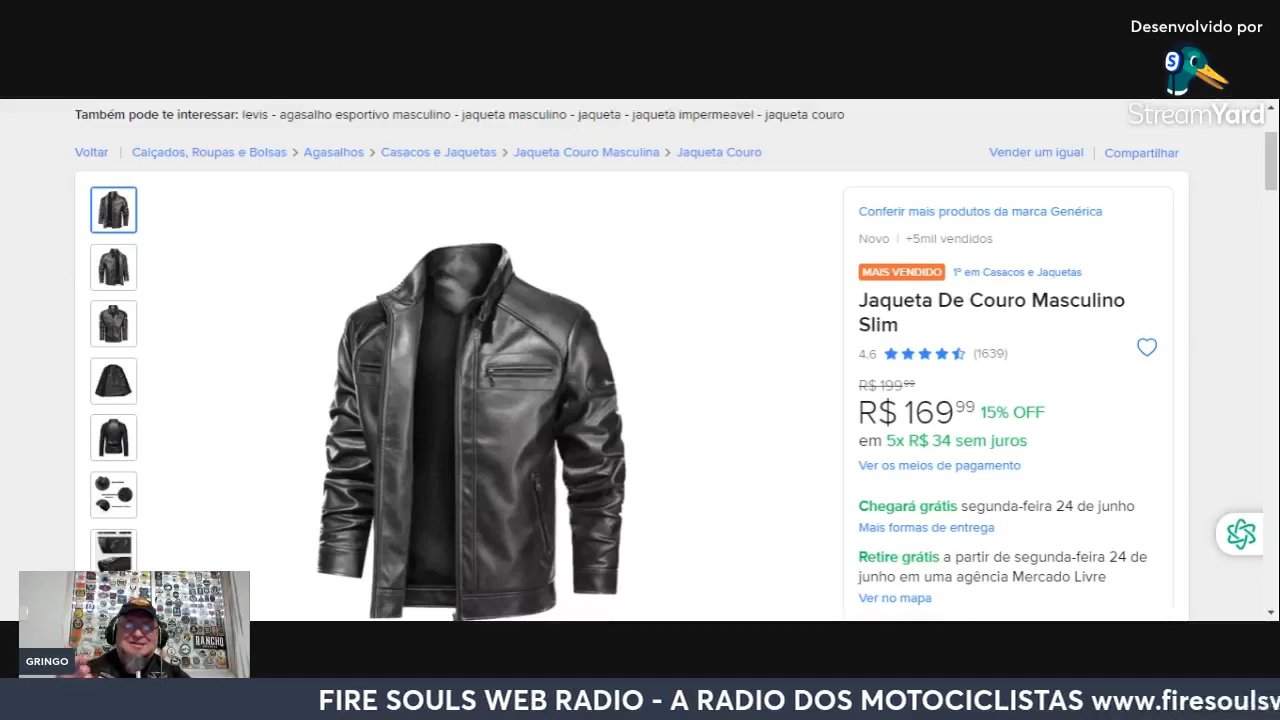 Desenvolvido por
S
StreamYard
Também pode te interessar: levis - agasalho esportivo masculino - jaqueta masculino - jaqueta - jaqueta impermeavel - jaqueta couro
Voltar | Calçados, Roupas e Bolsas > Agasalhos > Casacos e Jaquetas > Jaqueta Couro Masculina > Jaqueta Couro
Vender um igual | Compartilhar
Conferir mais produtos da marca Genérica
Novo | +5mil vendidos
MAIS VENDIDO 1º em Casacos e Jaquetas
Jaqueta De Couro Masculino
Slim
4.6 (1639)
R$ 199,99
R$ 169 99 15% OFF
em 5x R$ 34 sem juros
Ver os meios de pagamento
Chegará grátis segunda-feira 24 de junho
Mais formas de entrega
Retire grátis a partir de segunda-feira 24 de
junho em uma agência Mercado Livre
Ver no mapa
RANCHO
GRINGO
FIRE SOULS WEB RADIO - A RADIO DOS MOTOCICLISTAS www.firesoulsw